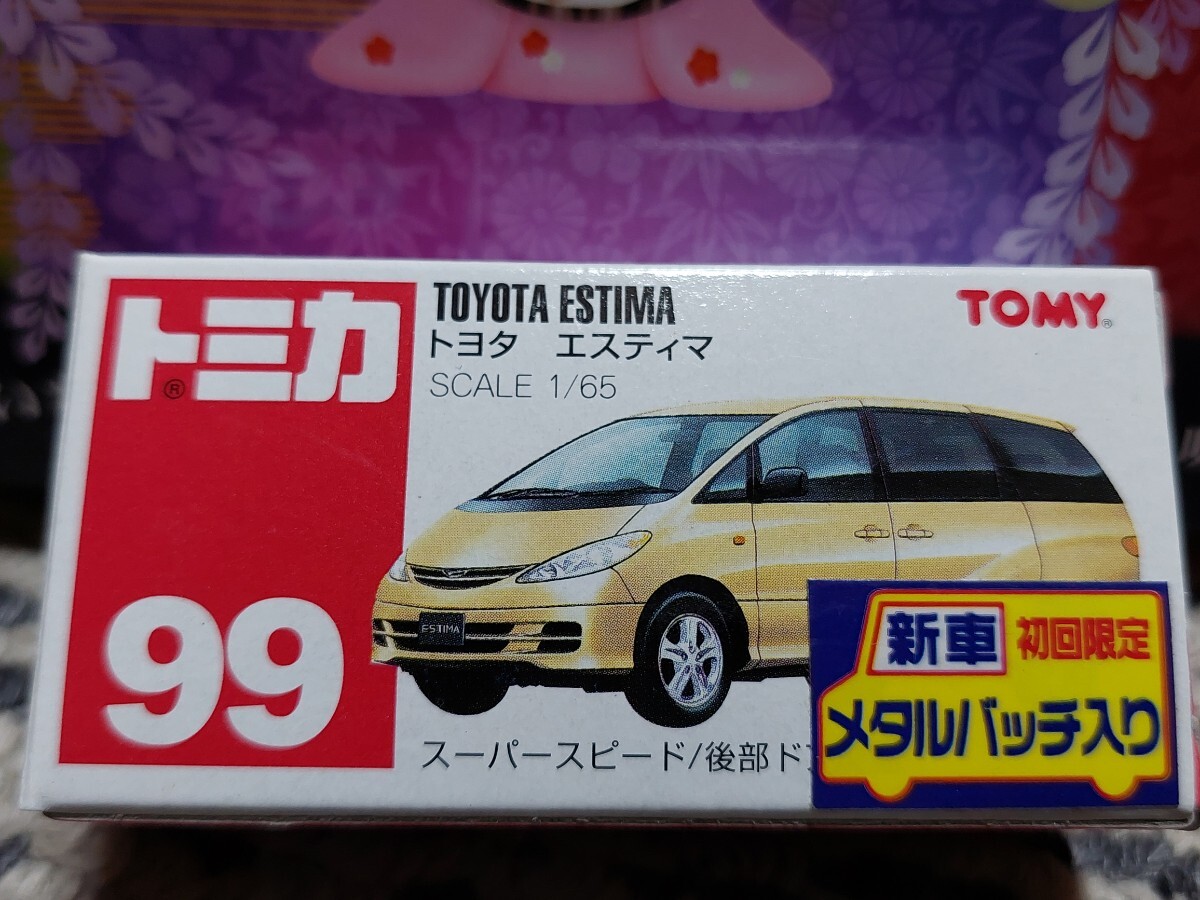 トミカ®
99
TOYOTA ESTIMA
トヨタ エスティマ
SCALE 1/65
TOMY®
ESTIMA
スーパースピード/後部ド
新車 初回限定
メタルバッチ入り